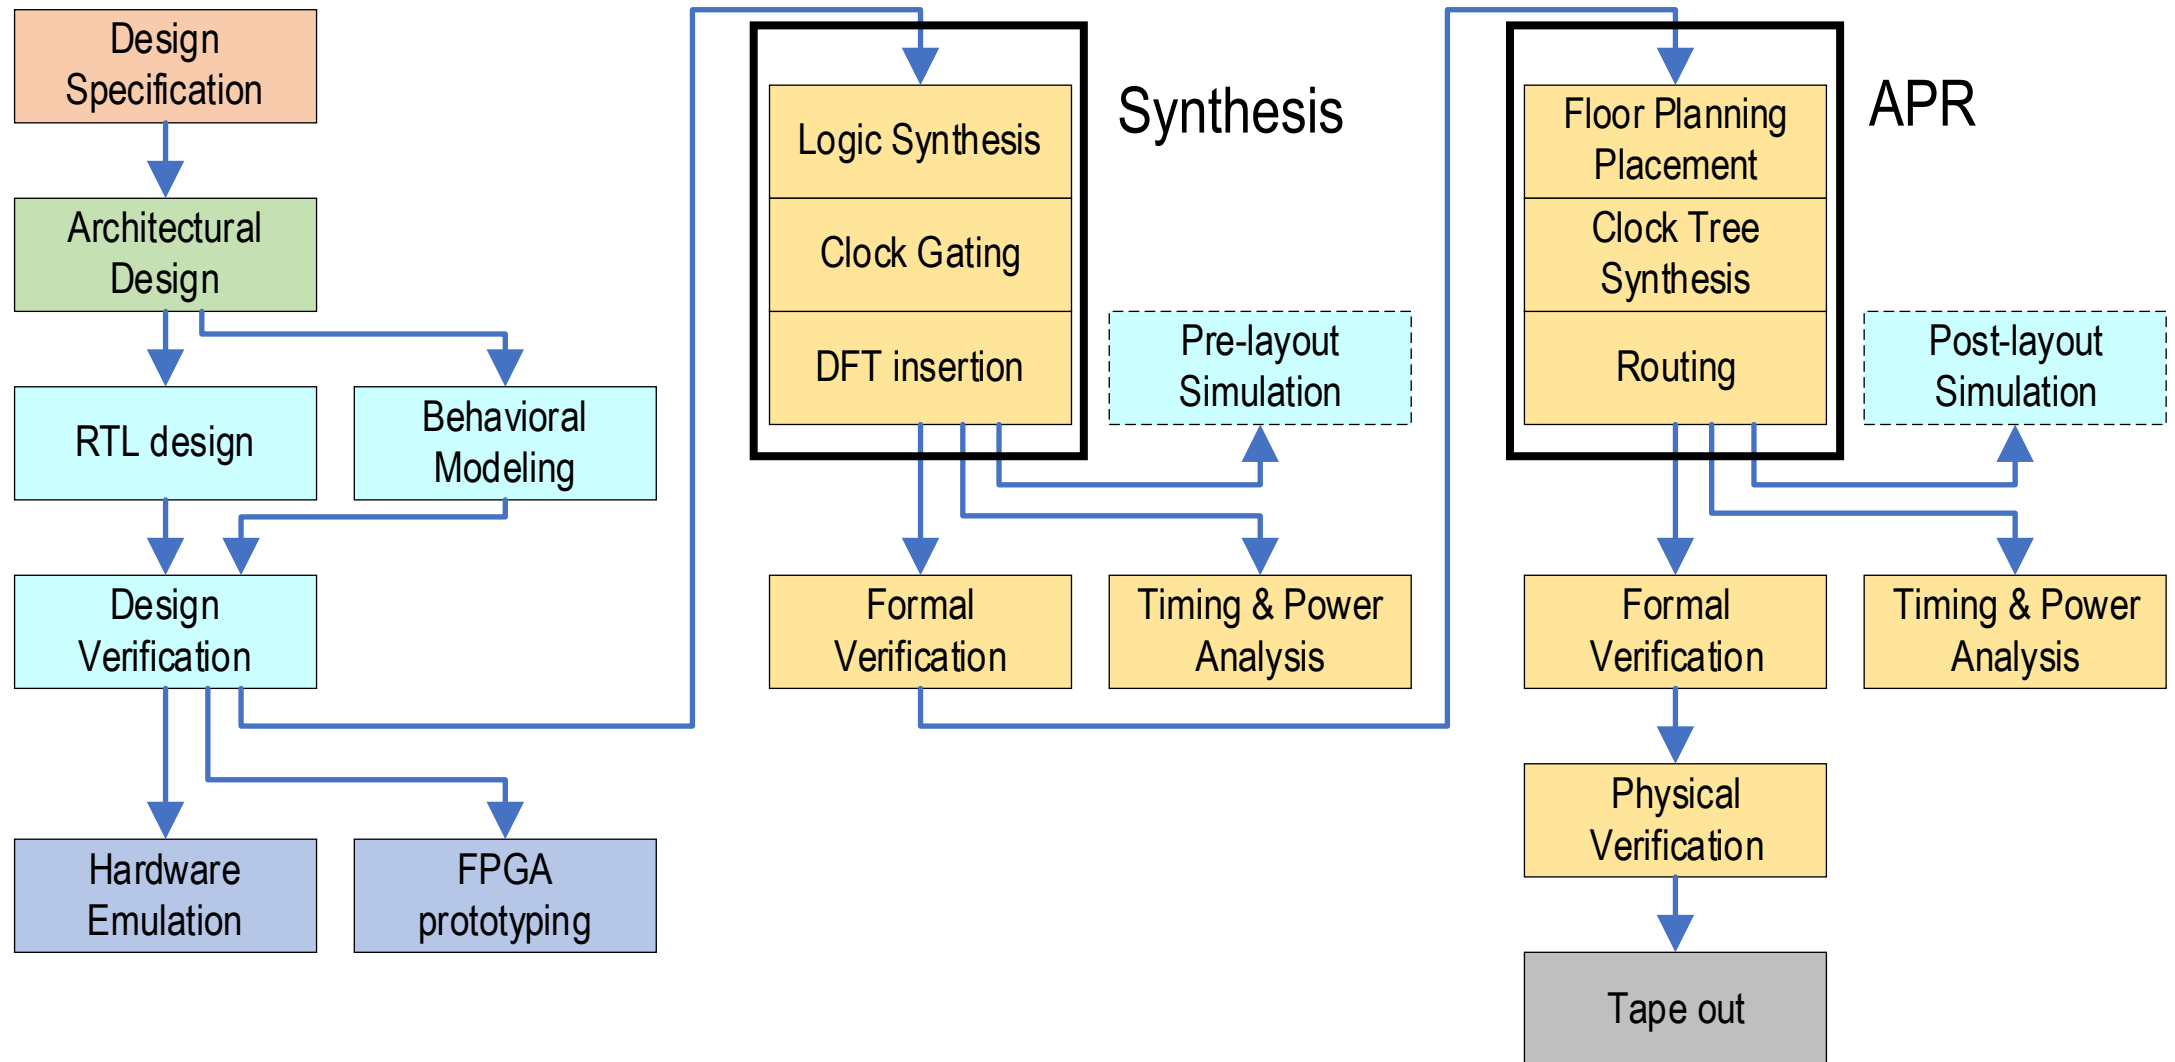 Design
Specification
Architectural
Design
RTL design
Behavioral
Modeling
Design
Verification
Hardware
Emulation
FPGA
prototyping
Synthesis
Logic Synthesis
Clock Gating
DFT insertion
Pre-layout
Simulation
Formal
Verification
Timing & Power
Analysis
APR
Floor Planning
Placement
Clock Tree
Synthesis
Routing
Post-layout
Simulation
Formal
Verification
Timing & Power
Analysis
Physical
Verification
Tape out